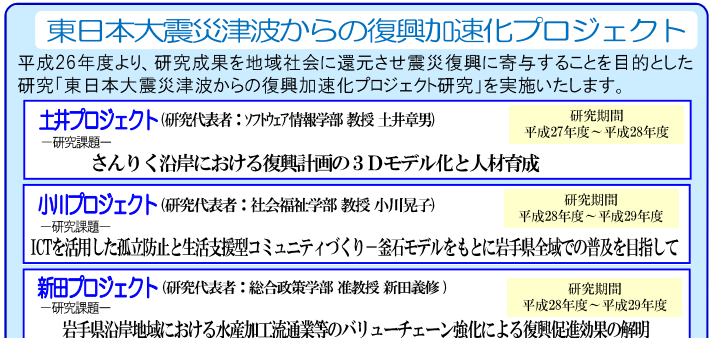 東日本大震災津波からの復興加速化プロジェクト
平成26年度より、研究成果を地域社会に還元させ震災復興に寄与することを目的とした
研究「東日本大震災津波からの復興加速化プロジェクト研究」を実施いたします。
土井プロジェクト(研究代表者：ソフトウェア情報学部 教授 土井章男)
研究期間
平成27年度～平成28年度
―研究課題―
さんりく沿岸における復興計画の３Ｄモデル化と人材育成
小川プロジェクト(研究代表者：社会福祉学部 教授 小川晃子)
研究期間
平成28年度～平成29年度
―研究課題―
ICTを活用した孤立防止と生活支援型コミュニティづくり－釜石モデルをもとに岩手県全域での普及を目指して
新田プロジェクト(研究代表者：総合政策学部 准教授 新田義修)
研究期間
平成28年度～平成29年度
―研究課題―
岩手県沿岸地域における水産加工流通業等のバリューチェーン強化による復興促進効果の解明